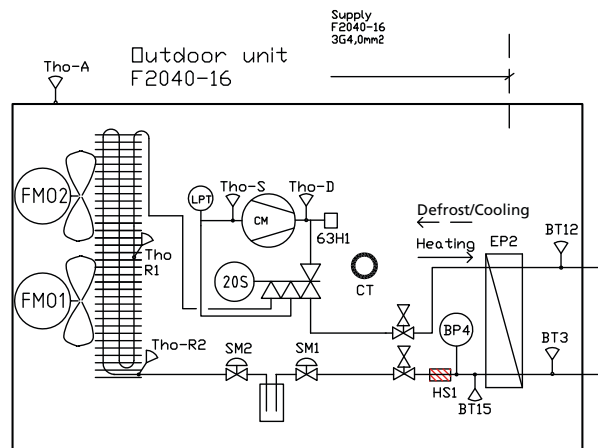 Supply
F2040-16
3G4,0mm2
Outdoor unit
F2040-16
Tho-A
FM02
FM01
Tho
R1
Tho-R2
LPT
Tho-S
Tho-D
CM
63H1
20S
CT
Defrost/Cooling
Heating
EP2
BT12
BP4
BT3
SM2
SM1
HS1
BT15